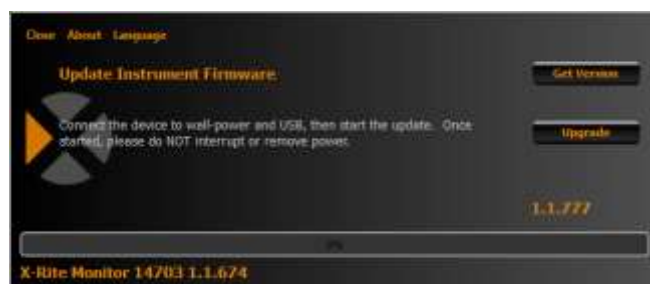 Close About Language
Update Instrument Firmware
Get Version
Connect the device to wall-power and USB, then start the update. Once
started, please do NOT interrupt or remove power.
Upgrade
1.1.777
X-Rite Monitor 14703 1.1.674